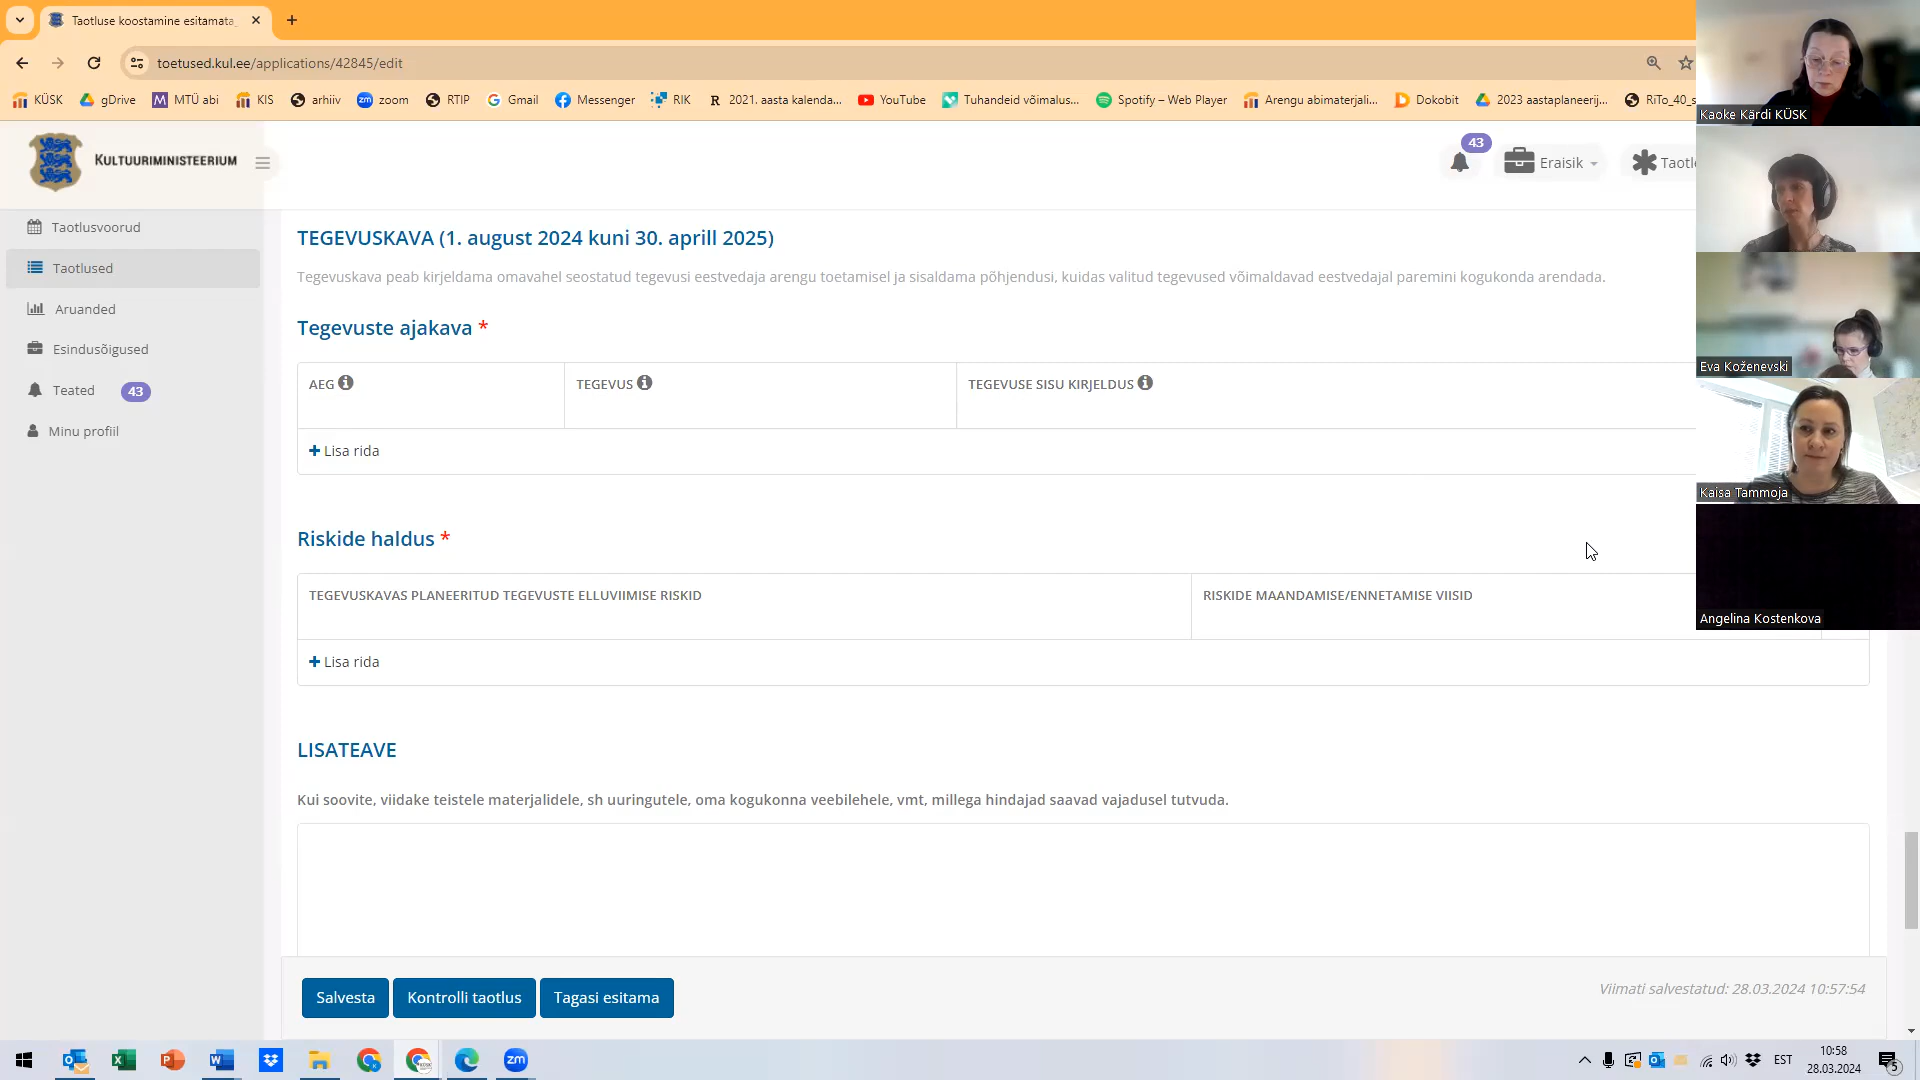 Taotluse koostamine esitamata
toetused.kul.ee/applications/42845/edit
KÜSK
gDrive
MTÜ abi
KIS
arhiiv
zoom
RTIP
Gmail
Messenger
RIK
2021. aasta kalenda...
YouTube
Tuhandeid võimalus...
Spotify – Web Player
Arengu abimaterjali...
Dokobit
2023 aastaplaneerij...
RiTo_40_s
Kaoke Kärdi KÜSK
KULTUURIMINISTEERIUM
43
Eraisik
Taotl
Taotlusvoorud
Taotlused
Aruanded
Esindusõigused
Teated 43
Minu profiil
TEGEVUSKAVA (1. august 2024 kuni 30. aprill 2025)
Tegevuskava peab kirjeldama omavahel seostatud tegevusi eestvedaja arengu toetamisel ja sisaldama põhjendusi, kuidas valitud tegevused võimaldavad eestvedajal paremini kogukonda arendada.
Tegevuste ajakava *
AEG
TEGEVUS
TEGEVUSE SISU KIRJELDUS
Lisa rida
Eva Koženevski
Kaisa Tammoja
Angelina Kostenkova
Riskide haldus *
TEGEVUSKAVAS PLANEERITUD TEGEVUSTE ELLUVIIMISE RISKID
RISKIDE MAANDAMISE/ENNETAMISE VIISID
Lisa rida
LISATEAVE
Kui soovite, viidake teistele materjalidele, sh uuringutele, oma kogukonna veebilehele, vmt, millega hindajad saavad vajadusel tutvuda.
Salvesta
Kontrolli taotlus
Tagasi esitama
Viimati salvestatud: 28.03.2024 10:57:54
EST
10:58
28.03.2024
5